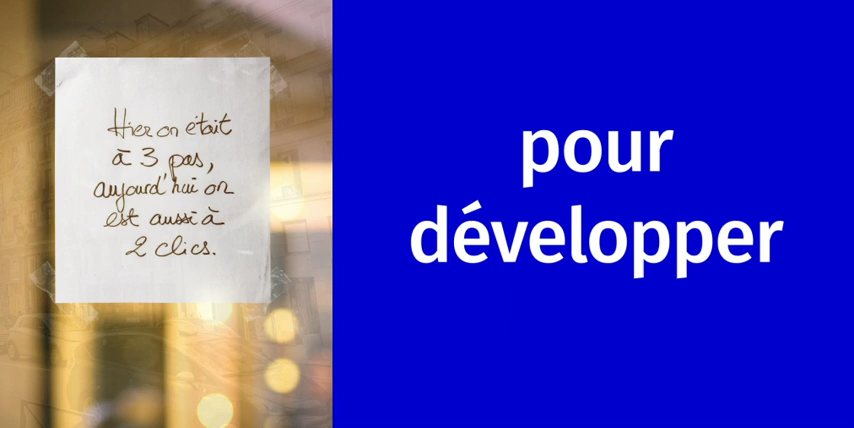 Hier on était
à 3 pas,
aujourd'hui on
est aussi à
2 clics.
pour
développer